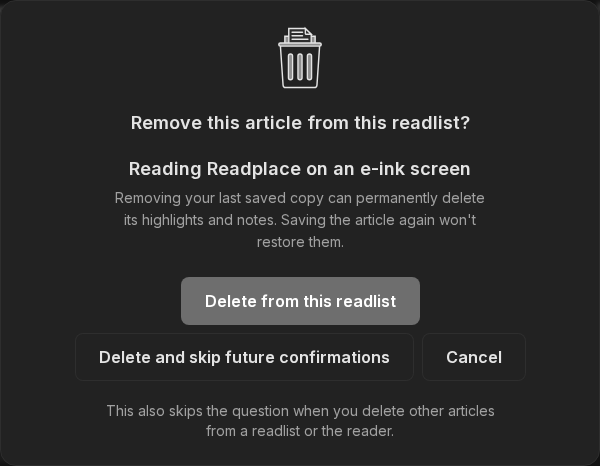 Remove this article from this readlist?
Reading Readplace on an e-ink screen
Removing your last saved copy can permanently delete
its highlights and notes. Saving the article again won't
restore them.
Delete from this readlist
Delete and skip future confirmations
Cancel
This also skips the question when you delete other articles
from a readlist or the reader.